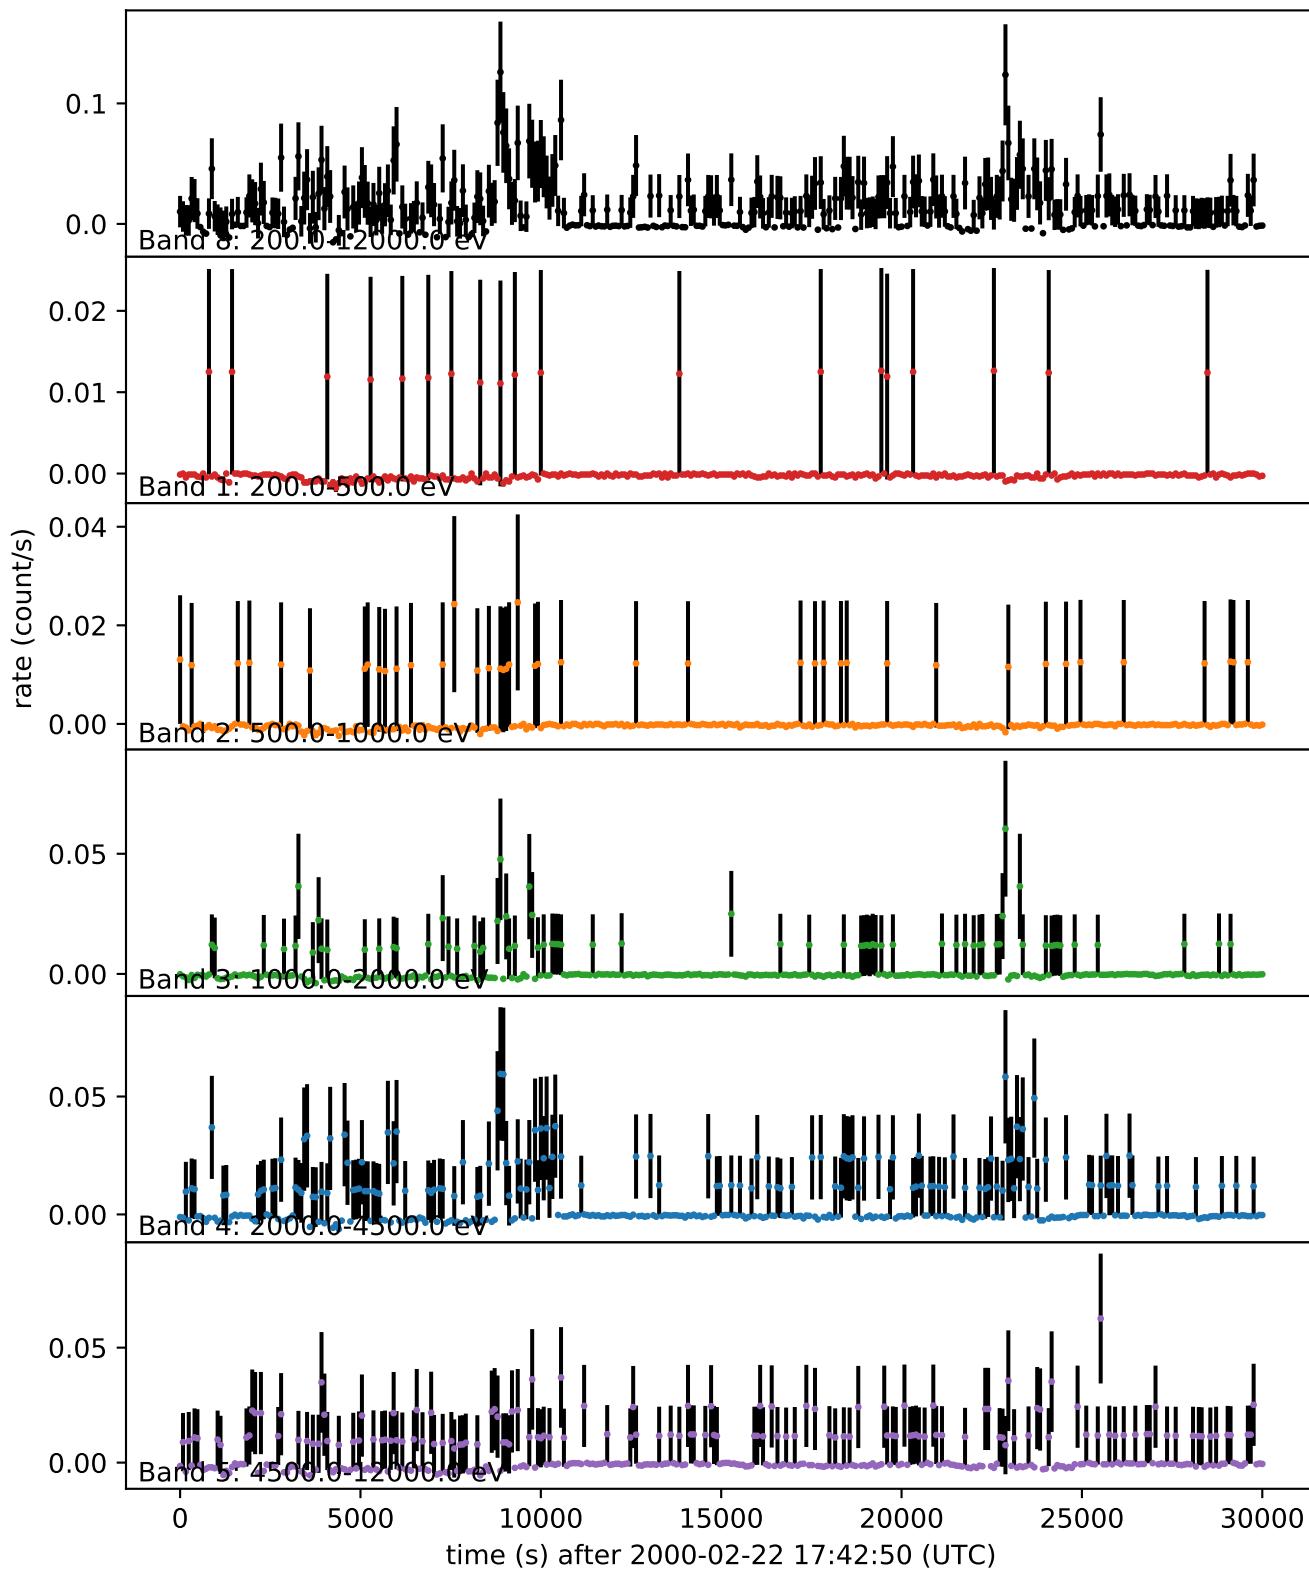 0.1
0.0
Band 8: 200.0-12000.0 eV
0.02
0.01
0.00
Band 1: 200.0-500.0 eV
0.04
0.02
0.00
Band 2: 500.0-1000.0 eV
rate (count/s)
0.05
0.00
Band 3: 1000.0-2000.0 eV
0.05
0.00
Band 4: 2000.0-4500.0 eV
0.05
0.00
Band 5: 4500.0-12000.0 eV
0 5000 10000 15000 20000 25000 30000
time (s) after 2000-02-22 17:42:50 (UTC)